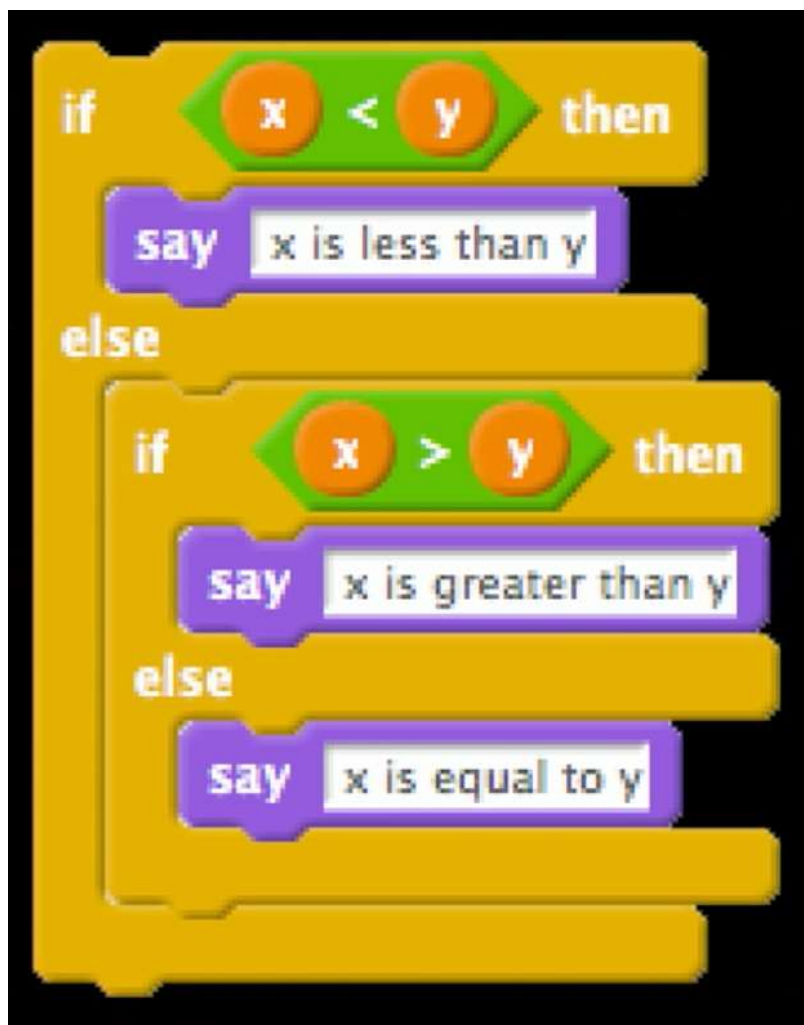 if x < y then
say x is less than y
else
if x > y then
say x is greater than y
else
say x is equal to y